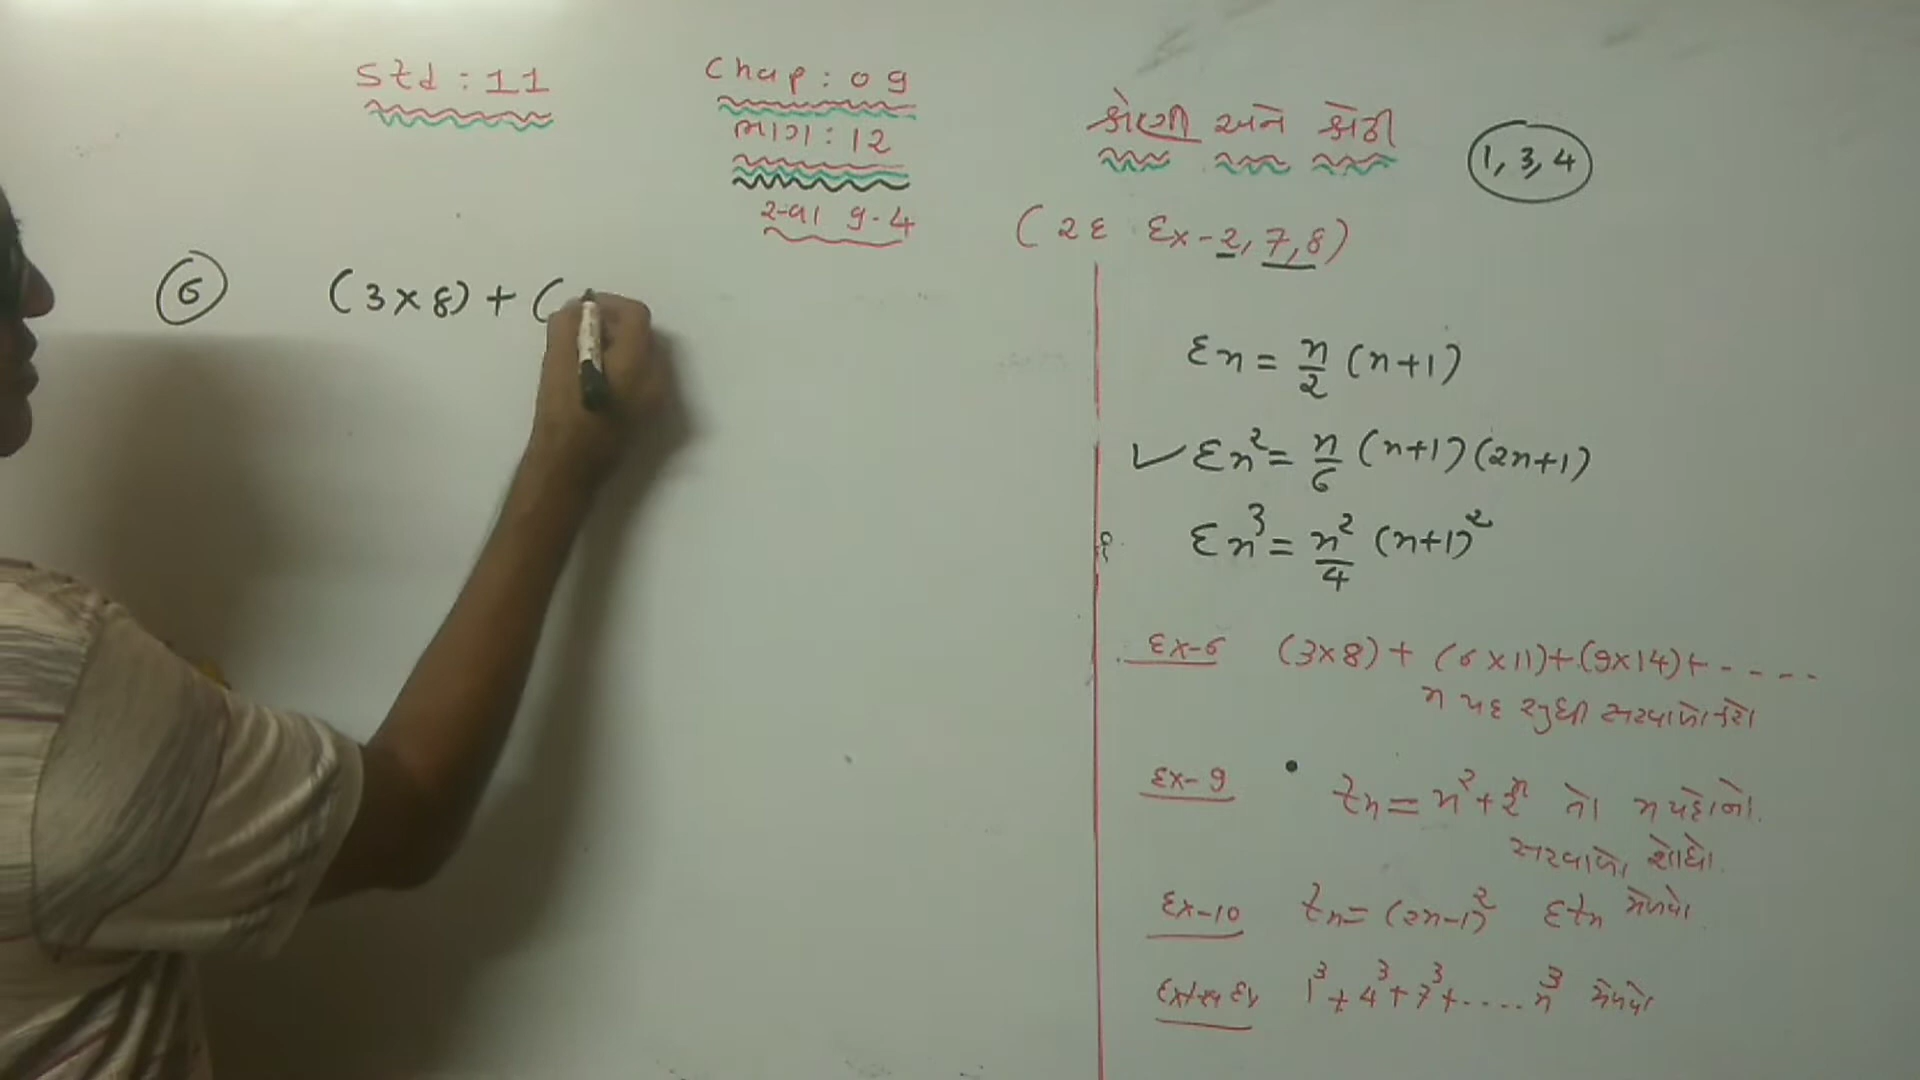 Std : 11
Chap : 09
ભાગ : 12
સ્વા 9.4
શ્રેણી અને શ્રેઢી
1, 3, 4
(રદ Ex-2, 7, 8)
6 (3×8) + (
Σn = n/2 (n+1)
✓ Σn² = n/6 (n+1)(2n+1)
Σn³ = n²/4 (n+1)²
Ex-6 (3×8) + (6×11)+(9×14)+-----
n પદ સુધી સરવાળો કરો
Ex-9 tn = n²+2ⁿ નો n પદોનો
સરવાળો શોધો.
Ex-10 tn = (2n-1)² Σtn મેળવો
Extra Ex 1³ + 4³ + 7³ + ..... n³ મેળવો